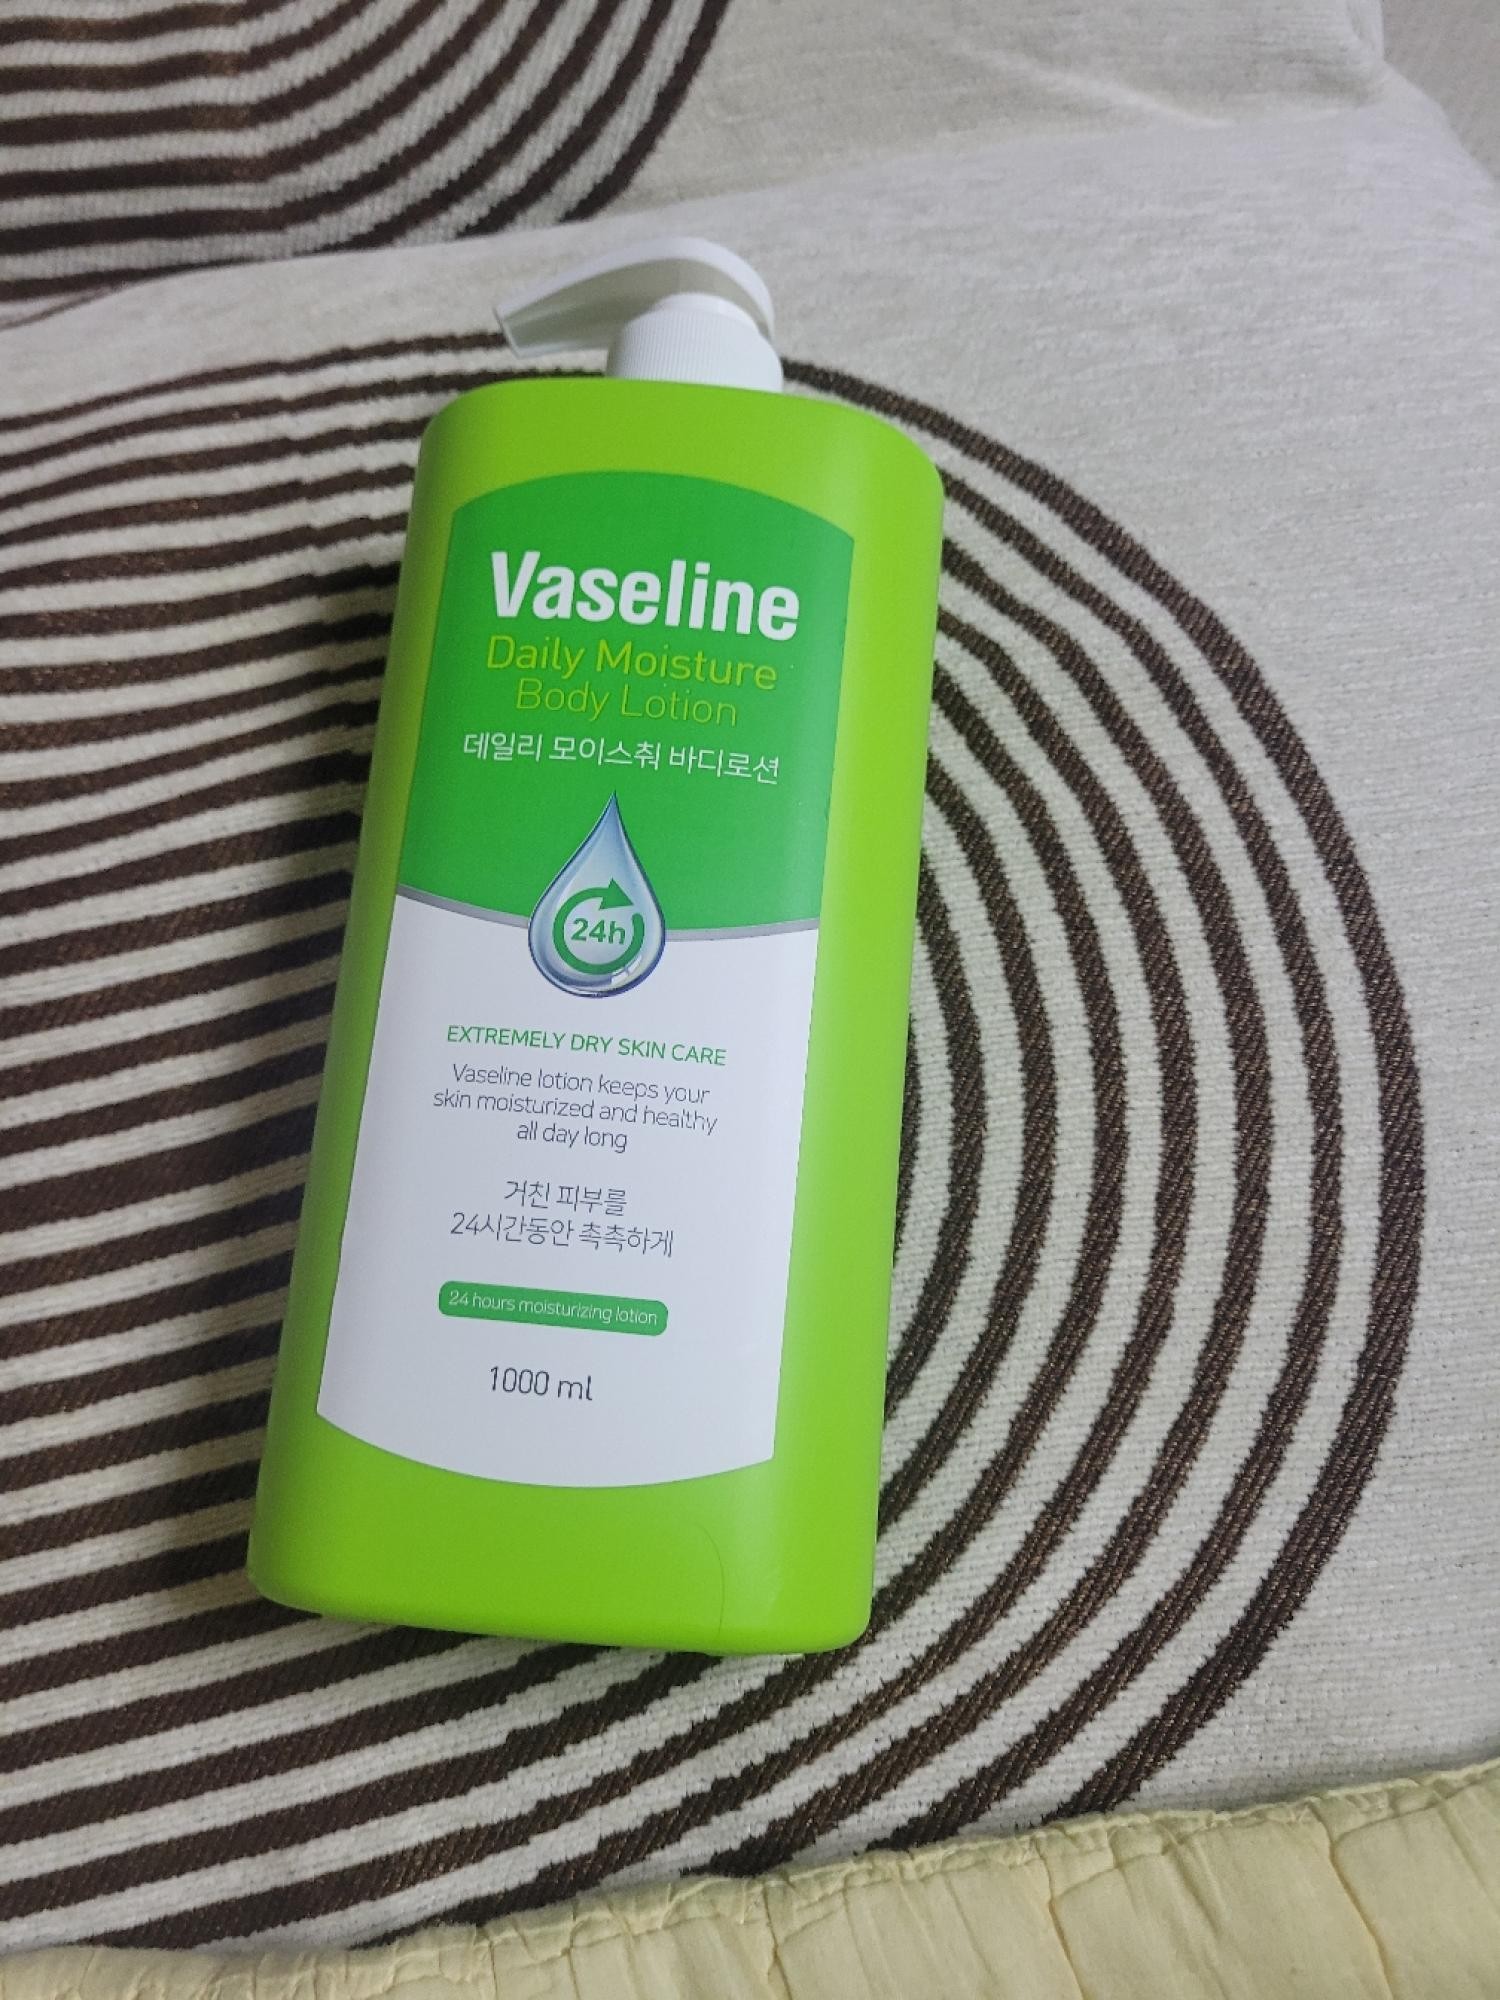 Vaseline
Daily Moisture
Body Lotion
데일리 모이스춰 바디로션
24h
EXTREMELY DRY SKIN CARE
Vaseline lotion keeps your
skin moisturized and healthy
all day long
거친 피부를
24시간동안 촉촉하게
24 hours moisturizing lotion
1000 ml